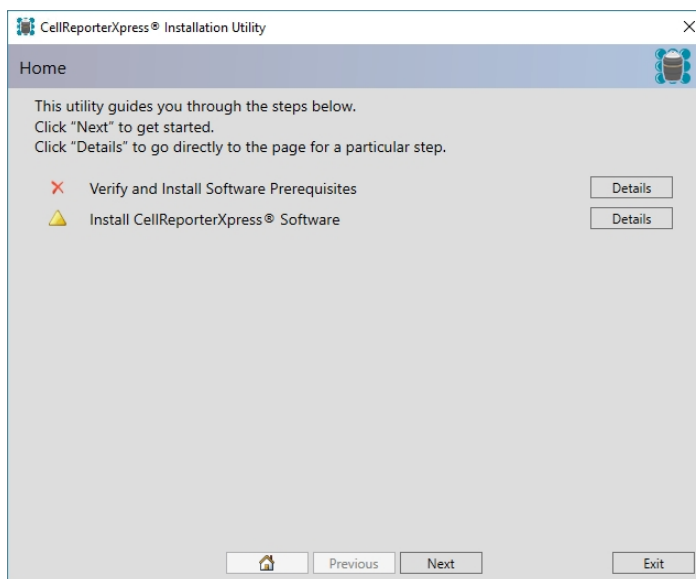 CellReporterXpress® Installation Utility
Home
This utility guides you through the steps below.
Click “Next” to get started.
Click “Details” to go directly to the page for a particular step.
Verify and Install Software Prerequisites Details
Install CellReporterXpress® Software Details
Previous Next Exit